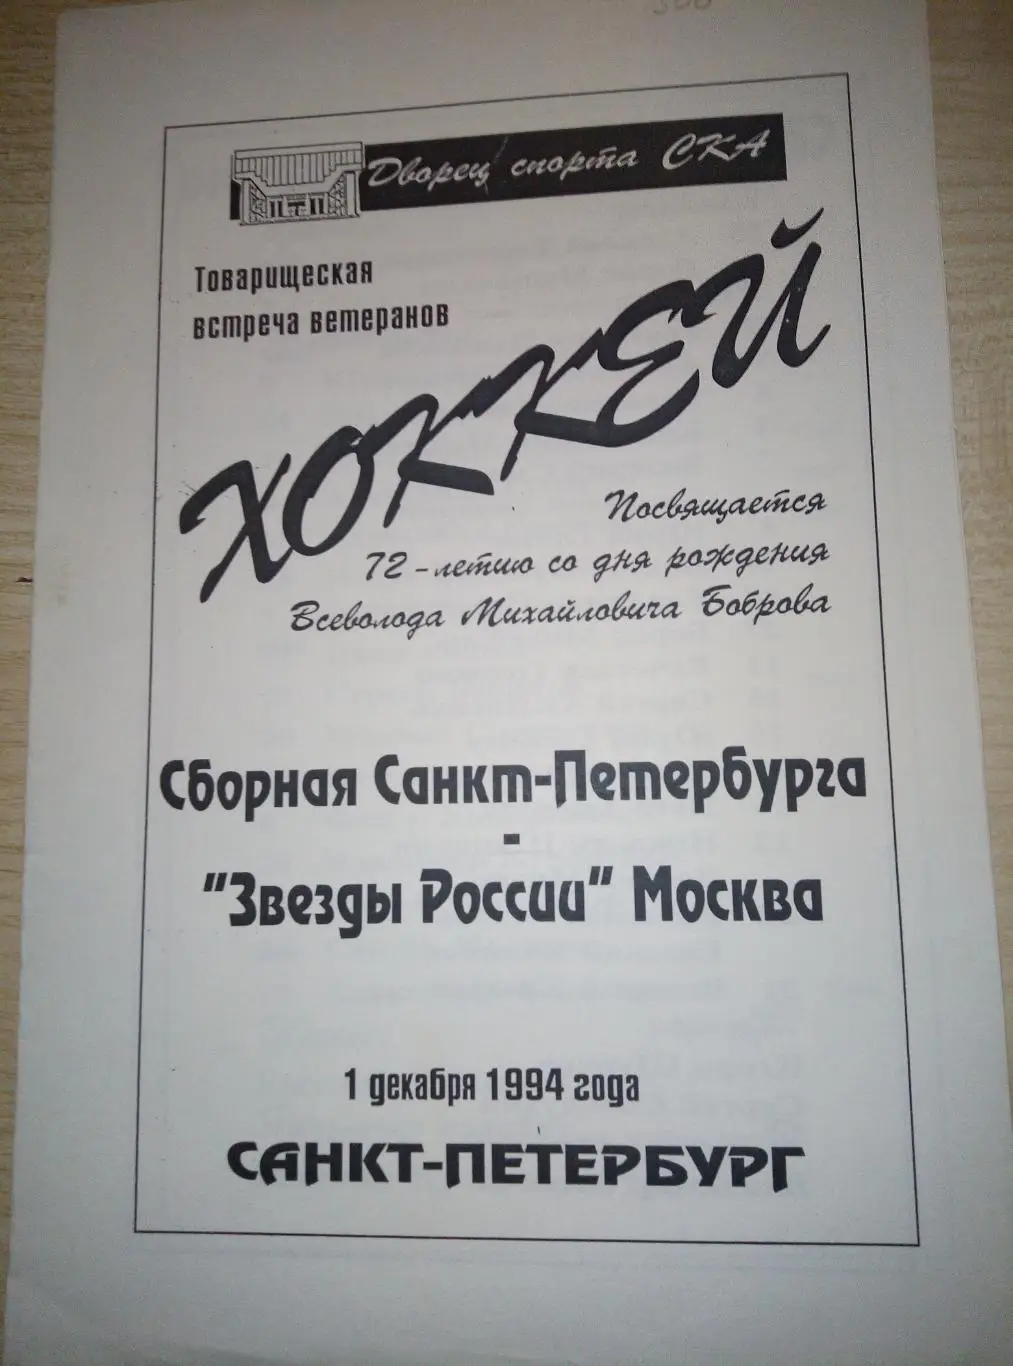 Дворец спорта СКА
Товарищеская
встреча ветеранов
ХОККЕЙ
Посвящается
72-летию со дня рождения
Всеволода Михайловича Боброва
Сборная Санкт-Петербурга
-
"Звезды России" Москва
1 декабря 1994 года
САНКТ-ПЕТЕРБУРГ